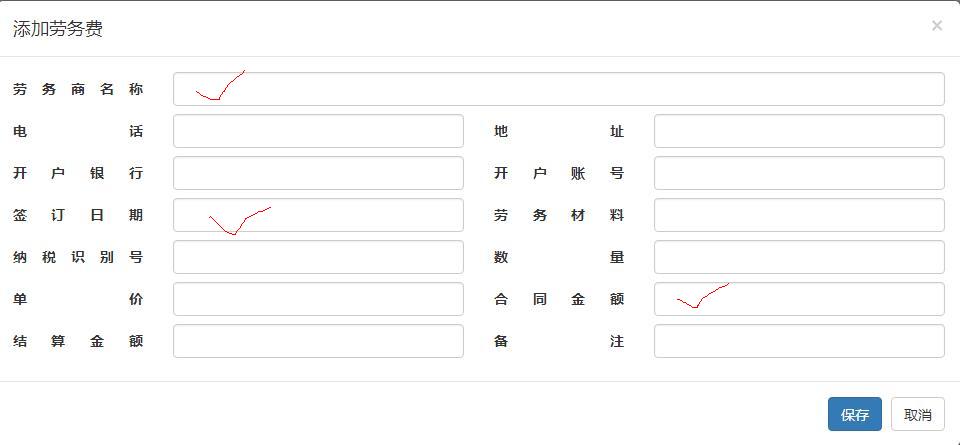 添加劳务费 ×
劳务商名称
电话 地址
开户银行 开户账号
签订日期 劳务材料
纳税识别号 数量
单价 合同金额
结算金额 备注
保存 取消